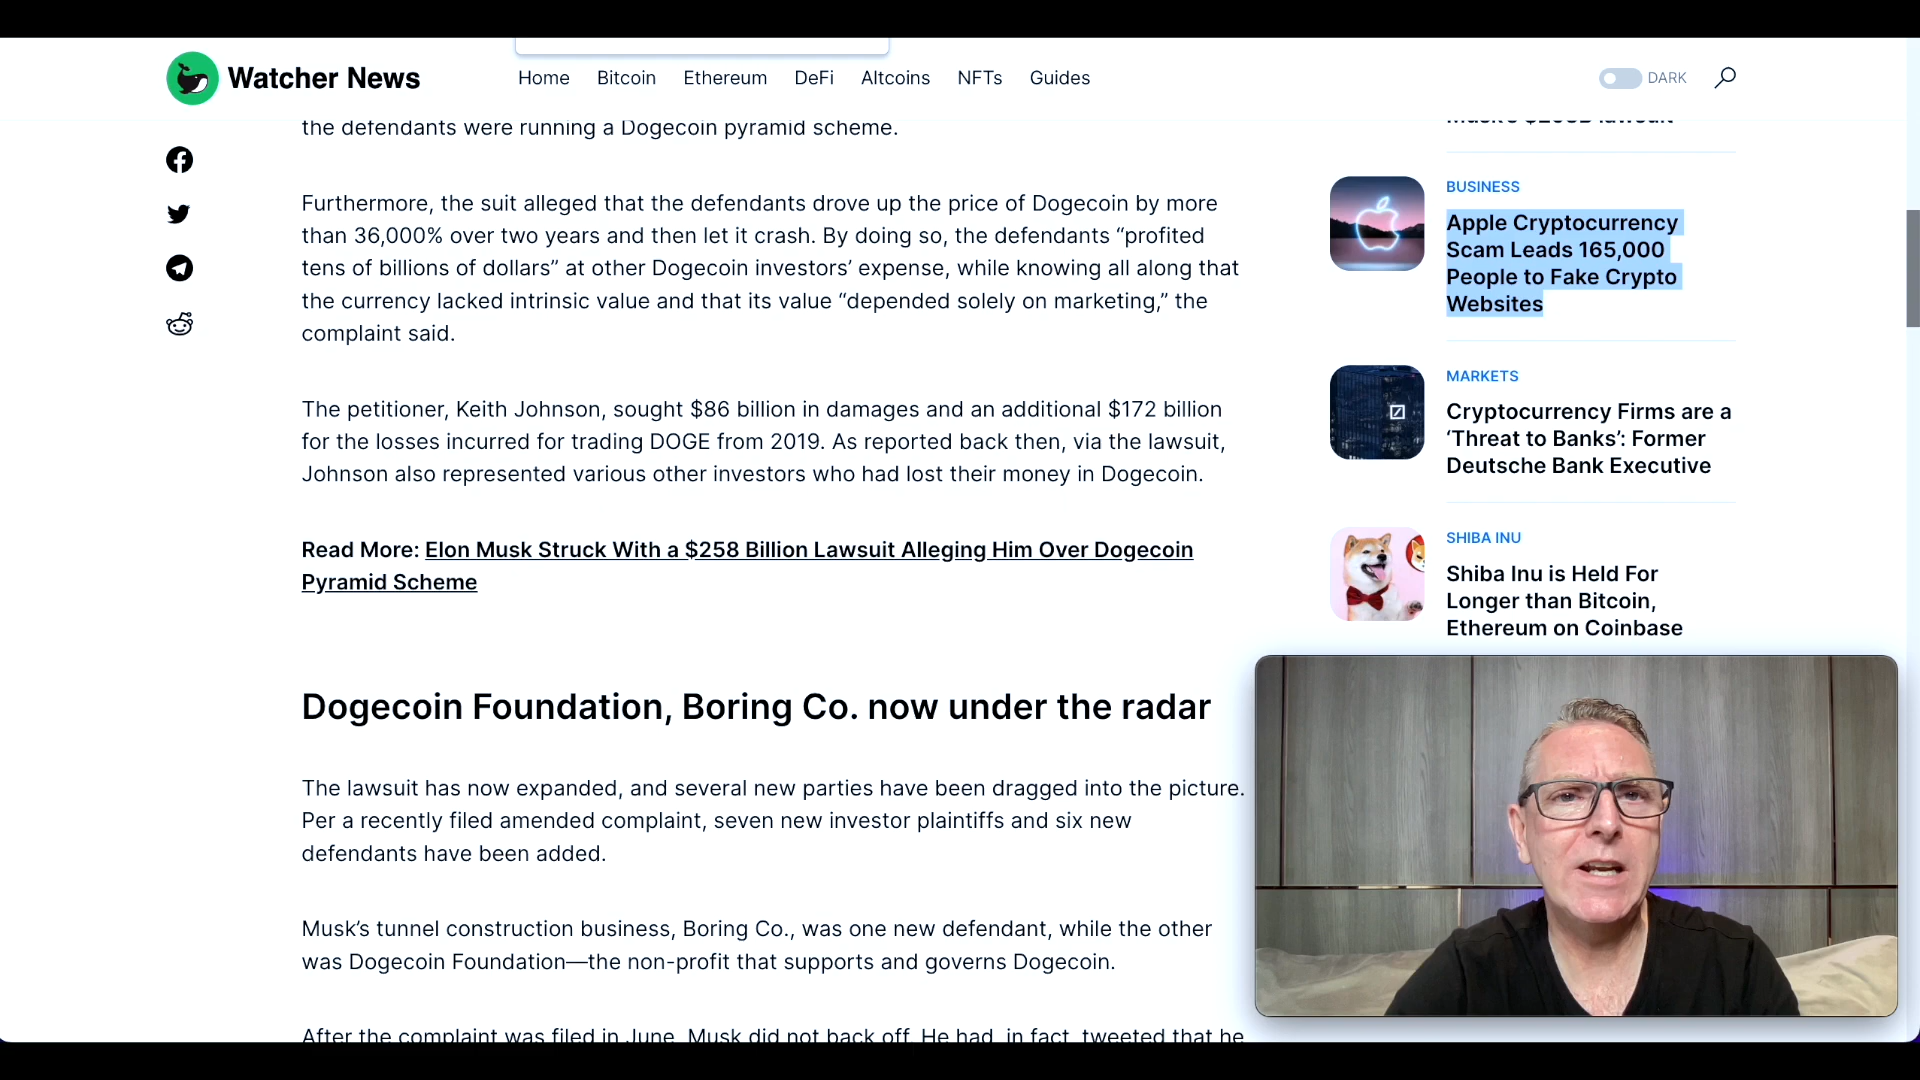 Watcher News
Home Bitcoin Ethereum DeFi Altcoins NFTs Guides
DARK
the defendants were running a Dogecoin pyramid scheme.
Furthermore, the suit alleged that the defendants drove up the price of Dogecoin by more
than 36,000% over two years and then let it crash. By doing so, the defendants “profited
tens of billions of dollars” at other Dogecoin investors’ expense, while knowing all along that
the currency lacked intrinsic value and that its value “depended solely on marketing,” the
complaint said.
The petitioner, Keith Johnson, sought $86 billion in damages and an additional $172 billion
for the losses incurred for trading DOGE from 2019. As reported back then, via the lawsuit,
Johnson also represented various other investors who had lost their money in Dogecoin.
Read More: Elon Musk Struck With a $258 Billion Lawsuit Alleging Him Over Dogecoin
Pyramid Scheme
Dogecoin Foundation, Boring Co. now under the radar
The lawsuit has now expanded, and several new parties have been dragged into the picture.
Per a recently filed amended complaint, seven new investor plaintiffs and six new
defendants have been added.
Musk’s tunnel construction business, Boring Co., was one new defendant, while the other
was Dogecoin Foundation—the non-profit that supports and governs Dogecoin.
After the complaint was filed in June, Musk did not back off. He had, in fact, tweeted that he
Musk’s $258B lawsuit
BUSINESS
Apple Cryptocurrency
Scam Leads 165,000
People to Fake Crypto
Websites
MARKETS
Cryptocurrency Firms are a
‘Threat to Banks’: Former
Deutsche Bank Executive
SHIBA INU
Shiba Inu is Held For
Longer than Bitcoin,
Ethereum on Coinbase